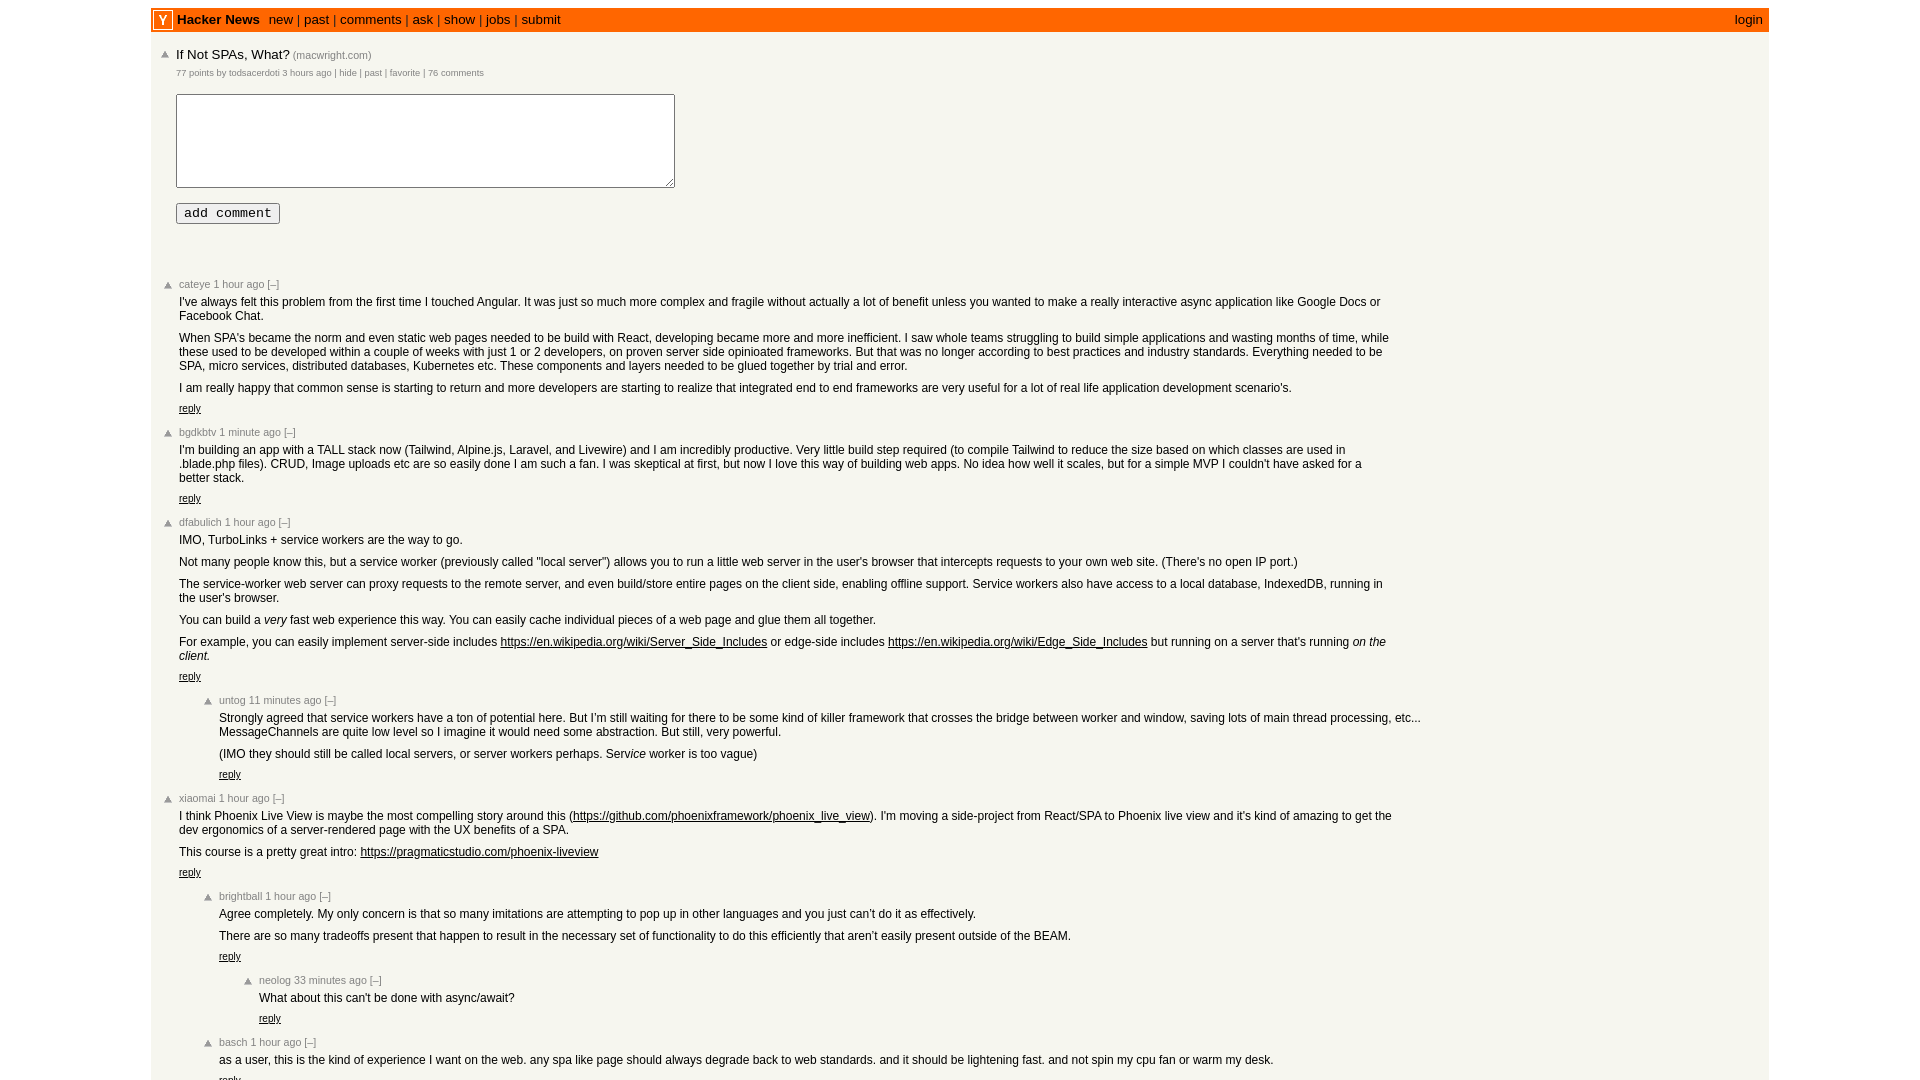 Y Hacker News new | past | comments | ask | show | jobs | submit login
If Not SPAs, What? (macwright.com)
77 points by todsacerdoti 3 hours ago | hide | past | favorite | 76 comments
add comment
cateye 1 hour ago [–]
I've always felt this problem from the first time I touched Angular. It was just so much more complex and fragile without actually a lot of benefit unless you wanted to make a really interactive async application like Google Docs or
Facebook Chat.
When SPA's became the norm and even static web pages needed to be build with React, developing became more and more inefficient. I saw whole teams struggling to build simple applications and wasting months of time, while
these used to be developed within a couple of weeks with just 1 or 2 developers, on proven server side opinioated frameworks. But that was no longer according to best practices and industry standards. Everything needed to be
SPA, micro services, distributed databases, Kubernetes etc. These components and layers needed to be glued together by trial and error.
I am really happy that common sense is starting to return and more developers are starting to realize that integrated end to end frameworks are very useful for a lot of real life application development scenario's.
reply
bgdkbtv 1 minute ago [–]
I'm building an app with a TALL stack now (Tailwind, Alpine.js, Laravel, and Livewire) and I am incredibly productive. Very little build step required (to compile Tailwind to reduce the size based on which classes are used in
.blade.php files). CRUD, Image uploads etc are so easily done I am such a fan. I was skeptical at first, but now I love this way of building web apps. No idea how well it scales, but for a simple MVP I couldn't have asked for a
better stack.
reply
dfabulich 1 hour ago [–]
IMO, TurboLinks + service workers are the way to go.
Not many people know this, but a service worker (previously called "local server") allows you to run a little web server in the user's browser that intercepts requests to your own web site. (There's no open IP port.)
The service-worker web server can proxy requests to the remote server, and even build/store entire pages on the client side, enabling offline support. Service workers also have access to a local database, IndexedDB, running in
the user's browser.
You can build a very fast web experience this way. You can easily cache individual pieces of a web page and glue them all together.
For example, you can easily implement server-side includes https://en.wikipedia.org/wiki/Server_Side_Includes or edge-side includes https://en.wikipedia.org/wiki/Edge_Side_Includes but running on a server that's running on the
client.
reply
untog 11 minutes ago [–]
Strongly agreed that service workers have a ton of potential here. But I’m still waiting for there to be some kind of killer framework that crosses the bridge between worker and window, saving lots of main thread processing, etc...
MessageChannels are quite low level so I imagine it would need some abstraction. But still, very powerful.
(IMO they should still be called local servers, or server workers perhaps. Service worker is too vague)
reply
xiaomai 1 hour ago [–]
I think Phoenix Live View is maybe the most compelling story around this (https://github.com/phoenixframework/phoenix_live_view). I'm moving a side-project from React/SPA to Phoenix live view and it's kind of amazing to get the
dev ergonomics of a server-rendered page with the UX benefits of a SPA.
This course is a pretty great intro: https://pragmaticstudio.com/phoenix-liveview
reply
brightball 1 hour ago [–]
Agree completely. My only concern is that so many imitations are attempting to pop up in other languages and you just can’t do it as effectively.
There are so many tradeoffs present that happen to result in the necessary set of functionality to do this efficiently that aren’t easily present outside of the BEAM.
reply
neolog 33 minutes ago [–]
What about this can't be done with async/await?
reply
basch 1 hour ago [–]
as a user, this is the kind of experience I want on the web. any spa like page should always degrade back to web standards. and it should be lightening fast. and not spin my cpu fan or warm my desk.
reply